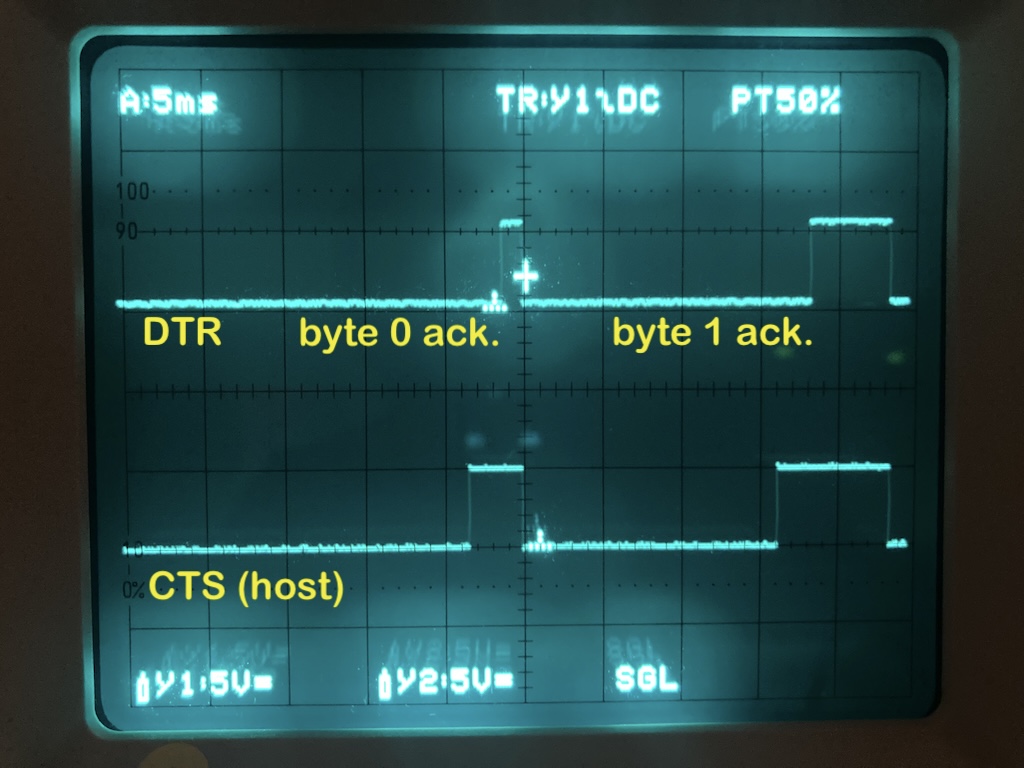 A:5ms TR:Y1⤵DC PT50%
100
90
DTR byte 0 ack. byte 1 ack.
10
0% CTS (host)
Y1:5V= Y2:5V= SGL